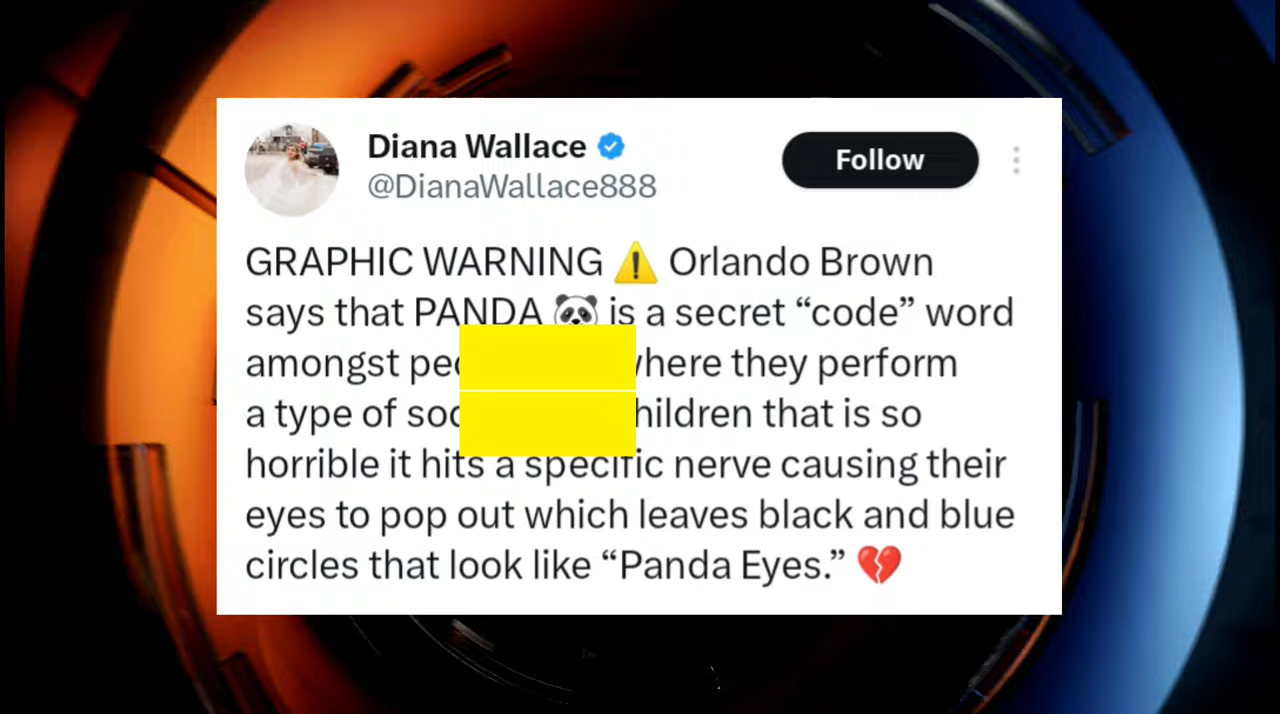 Diana Wallace
@DianaWallace888
Follow
GRAPHIC WARNING ⚠️ Orlando Brown
says that PANDA 🐼 is a secret “code” word
amongst they perform
a type of that is so
horrible it hits a specific nerve causing their
eyes to pop out which leaves black and blue
circles that look like “Panda Eyes.” 💔